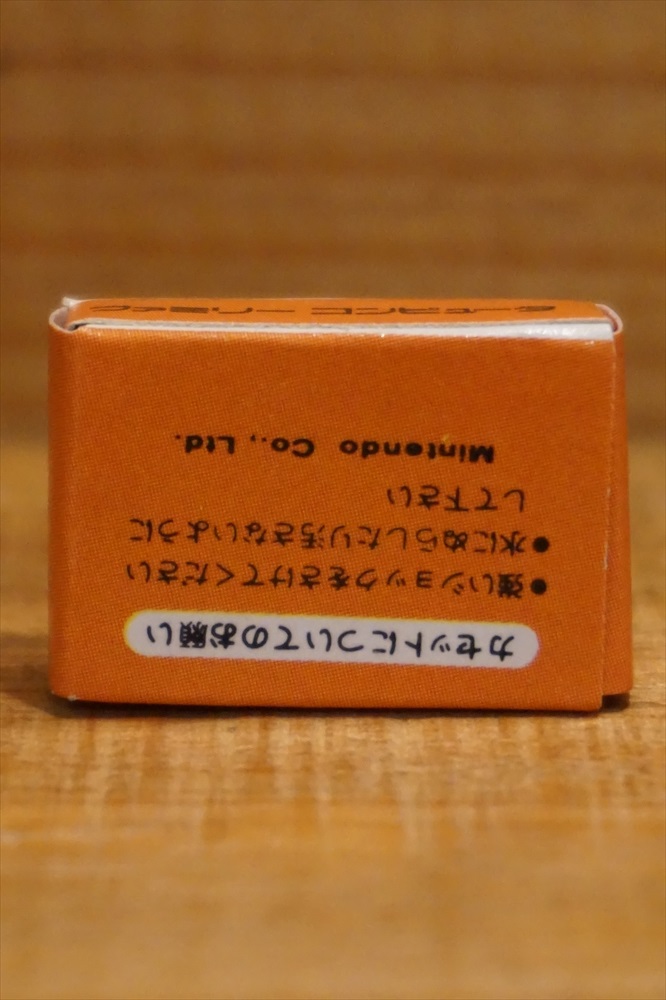 カセットについてのお願い
●強いショックをさけてください
●水にぬらしたり汚さないように
して下さい
Mintendo Co., Ltd.